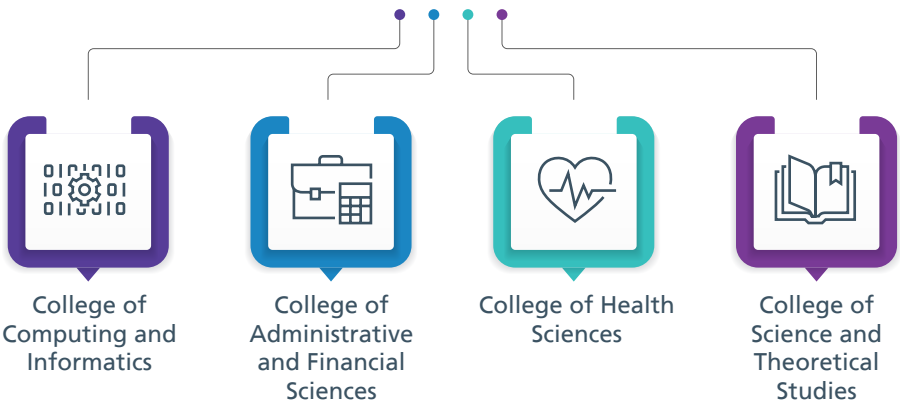 College of
Computing and
Informatics
College of
Administrative
and Financial
Sciences
College of Health
Sciences
College of
Science and
Theoretical
Studies